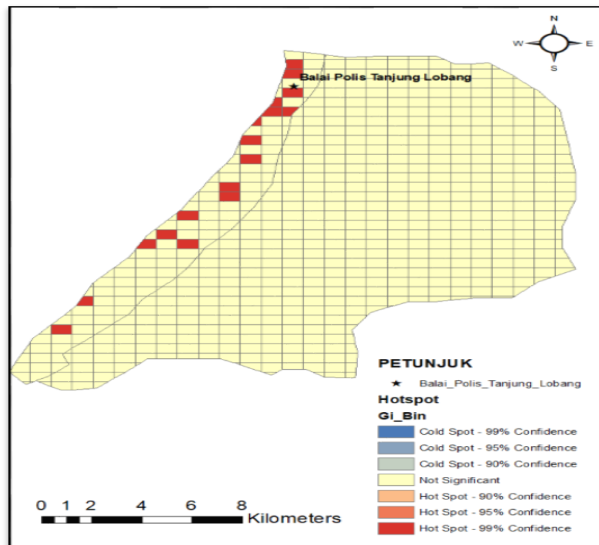 N
W E
S
Balai Polis Tanjung Lobang
PETUNJUK
Balai_Polis_Tanjung_Lobang
Hotspot
Gi_Bin
Cold Spot - 99% Confidence
Cold Spot - 95% Confidence
Cold Spot - 90% Confidence
Not Significant
Hot Spot - 90% Confidence
Hot Spot - 95% Confidence
Hot Spot - 99% Confidence
0 1 2 4 6 8
Kilometers